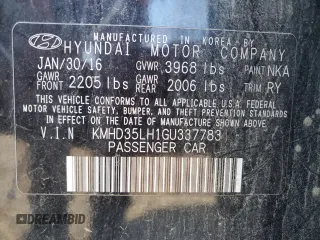 MANUFACTURED IN KOREA BY
HYUNDAI MOTOR COMPANY
JAN/30/16 GVWR 3968 lbs PAINT NKA
GAWR FRONT 2205 lbs GAWR REAR 2006 lbs TRIM RY
THIS VEHICLE CONFORMS TO ALL APPLICABLE
FEDERAL MOTOR VEHICLE SAFETY, BUMPER, AND
THEFT PREVENTION STANDARDS
IN EFFECT ON THE DATE OF MANUFACTURE SHOWN ABOVE.
V.I.N KMHD35LH1GU337783
PASSENGER CAR
AUTOBIDMASTER